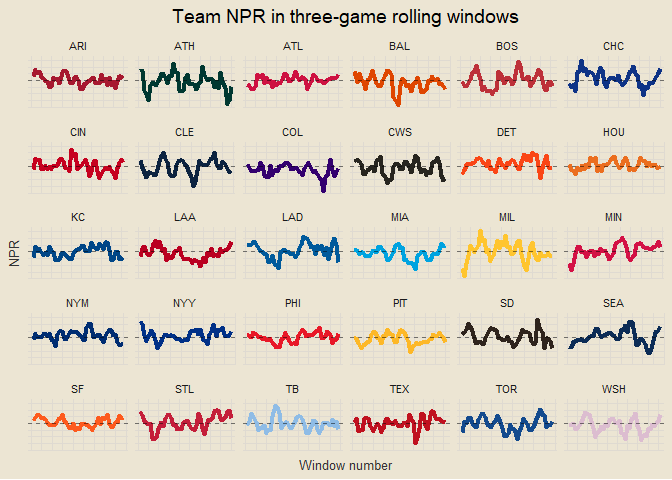 Team NPR in three-game rolling windows
ARI ATH ATL BAL BOS CHC
CIN CLE COL CWS DET HOU
KC LAA LAD MIA MIL MIN
NPR
NYM NYY PHI PIT SD SEA
SF STL TB TEX TOR WSH
Window number